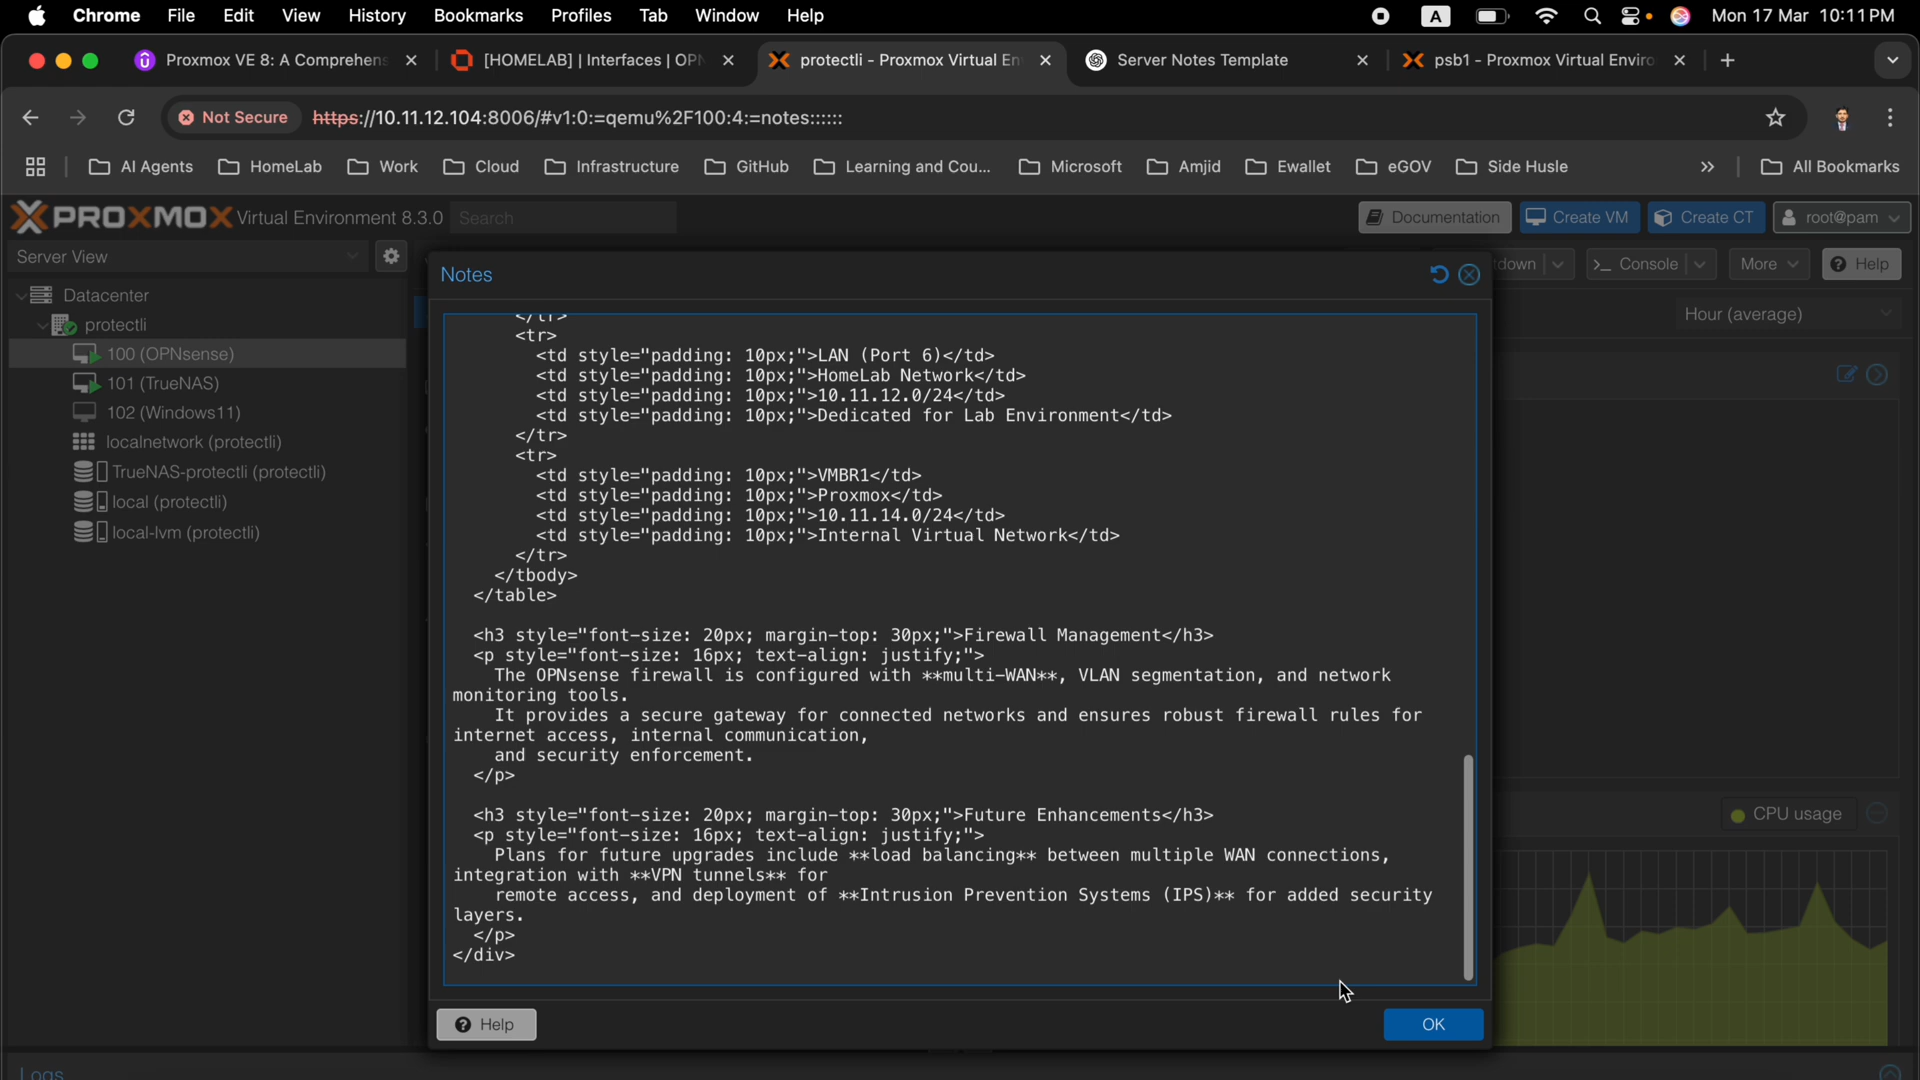 Chrome File Edit View History Bookmarks Profiles Tab Window Help A Mon 17 Mar 10:11 PM
Proxmox VE 8: A Comprehens [HOMELAB] | Interfaces | OPN protectli - Proxmox Virtual En Server Notes Template psb1 - Proxmox Virtual Enviro
Not Secure https://10.11.12.104:8006/#v1:0:=qemu%2F100:4:=notes::::::
AI Agents HomeLab Work Cloud Infrastructure GitHub Learning and Cou... Microsoft Amjid Ewallet eGOV Side Husle » All Bookmarks
PROXMOX Virtual Environment 8.3.0 Search Documentation Create VM Create CT root@pam
Server View
tdown Console More Help
Notes
Datacenter
protectli
100 (OPNsense)
101 (TrueNAS)
102 (Windows11)
localnetwork (protectli)
TrueNAS-protectli (protectli)
local (protectli)
local-lvm (protectli)
Hour (average)
</tr>
<tr>
<td style="padding: 10px;">LAN (Port 6)</td>
<td style="padding: 10px;">HomeLab Network</td>
<td style="padding: 10px;">10.11.12.0/24</td>
<td style="padding: 10px;">Dedicated for Lab Environment</td>
</tr>
<tr>
<td style="padding: 10px;">VMBR1</td>
<td style="padding: 10px;">Proxmox</td>
<td style="padding: 10px;">10.11.14.0/24</td>
<td style="padding: 10px;">Internal Virtual Network</td>
</tr>
</tbody>
</table>
<h3 style="font-size: 20px; margin-top: 30px;">Firewall Management</h3>
<p style="font-size: 16px; text-align: justify;">
The OPNsense firewall is configured with **multi-WAN**, VLAN segmentation, and network
monitoring tools.
It provides a secure gateway for connected networks and ensures robust firewall rules for
internet access, internal communication,
and security enforcement.
</p>
<h3 style="font-size: 20px; margin-top: 30px;">Future Enhancements</h3>
<p style="font-size: 16px; text-align: justify;">
Plans for future upgrades include **load balancing** between multiple WAN connections,
integration with **VPN tunnels** for
remote access, and deployment of **Intrusion Prevention Systems (IPS)** for added security
layers.
</p>
</div>
CPU usage
Help OK
Logs